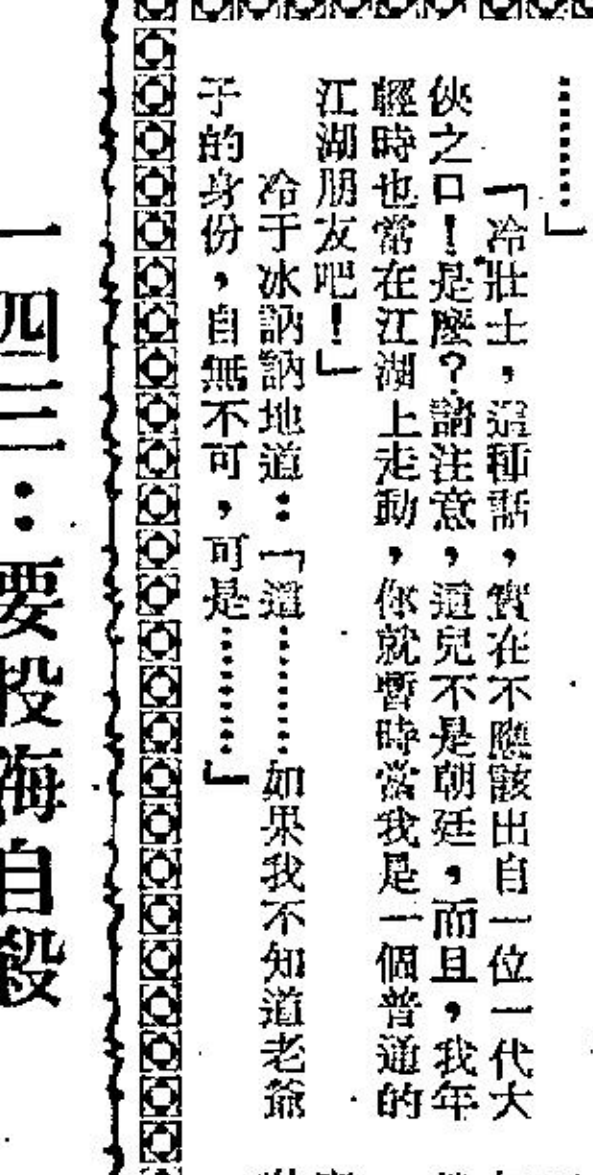 …………」
「冷壯士,這種話,實在不應該出自一位一代大
俠之口!是麼?請注意,這兒不是朝廷,而且,我年
輕時也常在江湖上走動,你就暫時當我是一個普通的
江湖朋友吧!」
冷于冰訥訥地道:「這…………如果我不知道老爺
子的身份,自無不可,可是…………」
一四三:要投海自殺